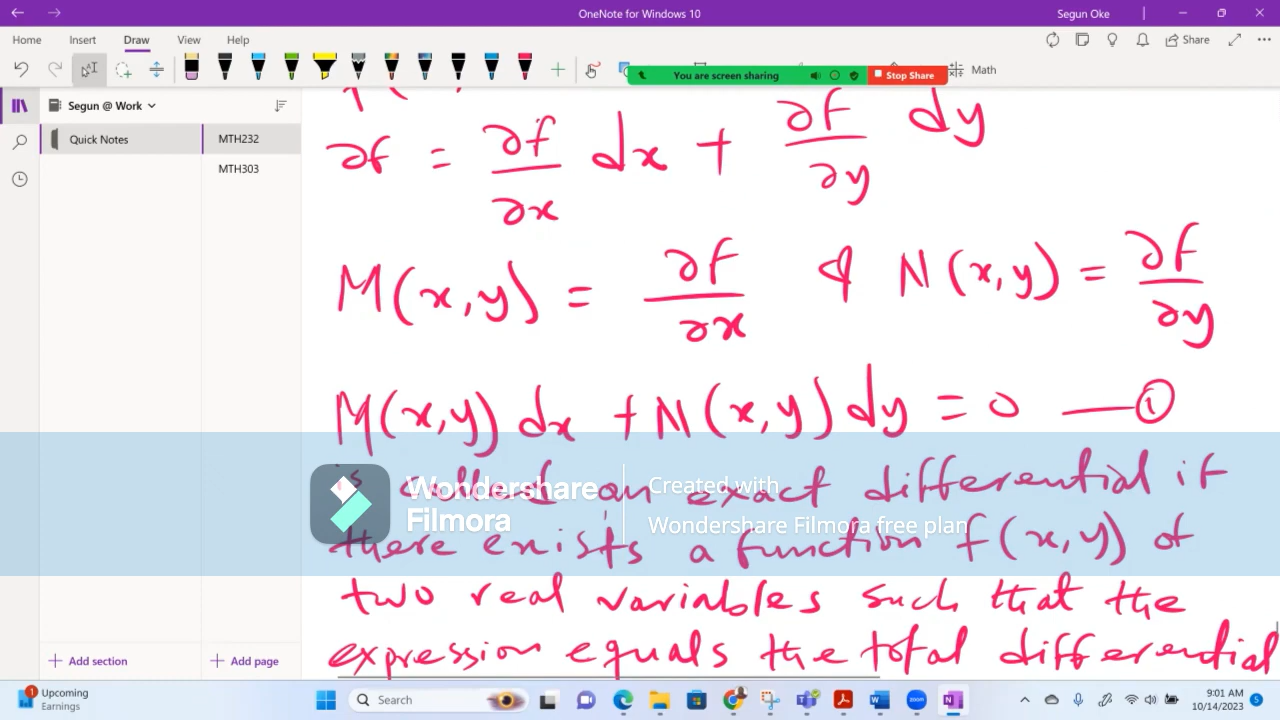 OneNote for Windows 10
Segun Oke
Home Insert Draw View Help
Share
You are screen sharing
Stop Share
Math
Segun @ Work
Quick Notes
MTH232
MTH303
∂f = ∂f/∂x dx + ∂f/∂y dy
M(x,y) = ∂f/∂x & N(x,y) = ∂f/∂y
M(x,y) dx + N(x,y) dy = 0 — ①
is called an exact differential if
there exists a function f(x,y) of
two real variables such that the
expression equals the total differential
Wondershare
Filmora
Created with
Wondershare Filmora free plan
+ Add section
+ Add page
1
Upcoming
Earnings
Search
zoom
9:01 AM
10/14/2023
5